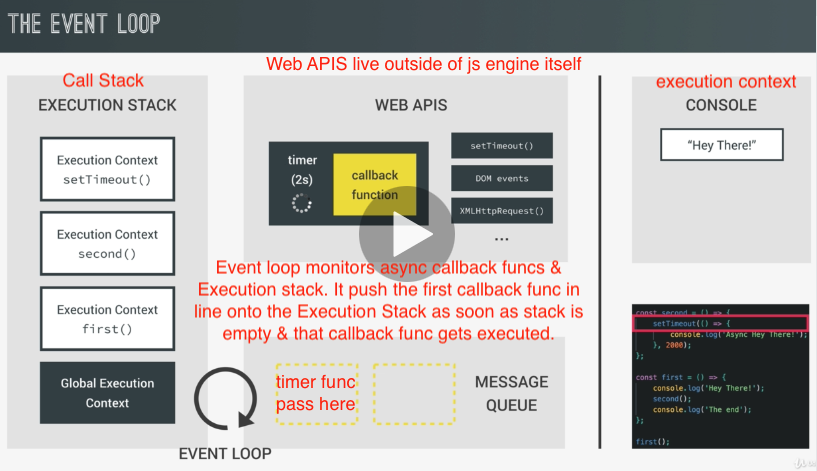 THE EVENT LOOP
Web APIS live outside of js engine itself
Call Stack
EXECUTION STACK
Execution Context
setTimeout()
Execution Context
second()
Execution Context
first()
Global Execution
Context
WEB APIS
timer
(2s)
callback
function
setTimeout()
DOM events
XMLHttpRequest()
...
Event loop monitors async callback funcs &
Execution stack. It push the first callback func in
line onto the Execution Stack as soon as stack is
empty & that callback func gets executed.
EVENT LOOP
timer func
pass here
MESSAGE
QUEUE
execution context
CONSOLE
“Hey There!”
const second = () => {
setTimeout(() => {
console.log('Async Hey There!');
}, 2000);
};
const first = () => {
console.log('Hey There!');
second();
console.log('The end');
};
first();